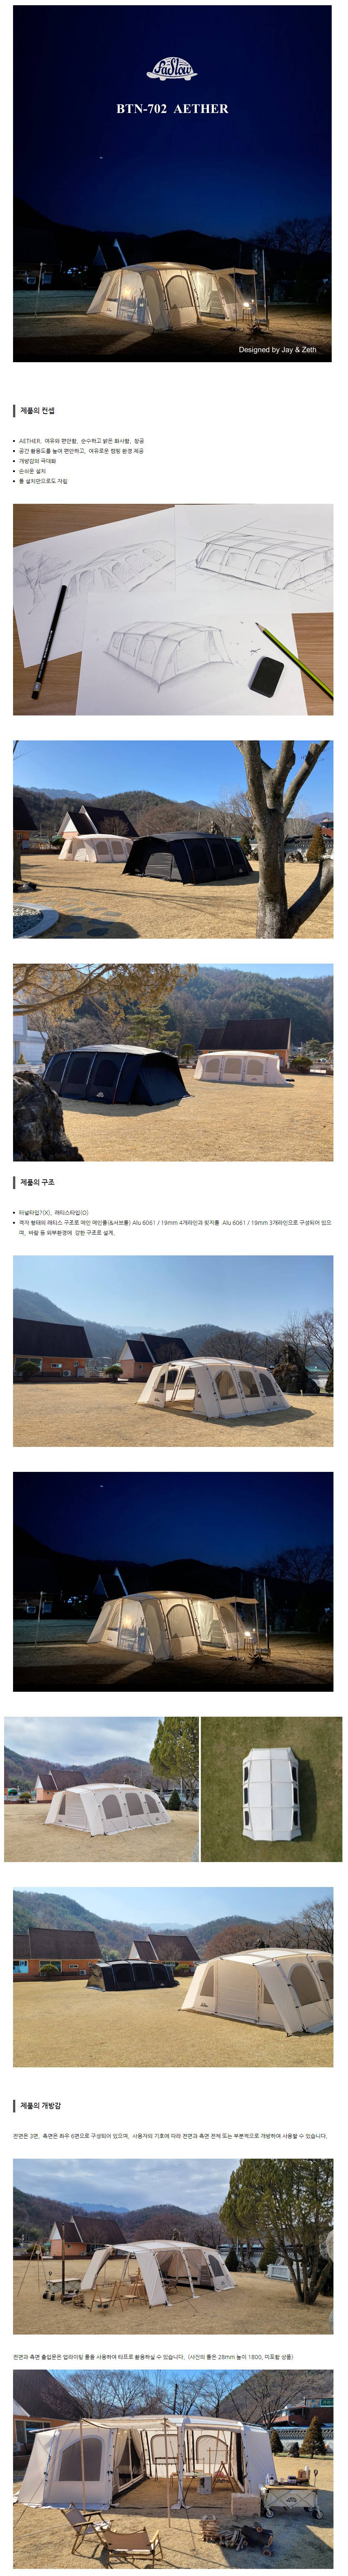 LaSlow
BTN-702 AETHER
Designed by Jay & Zeth
제품의 컨셉
AETHER, 여유와 편안함, 순수하고 밝은 화사함, 창공
공간 활용도를 높여 편안하고, 여유로운 캠핑 환경 제공
개방감의 극대화
손쉬운 설치
폴 설치만으로도 자립
제품의 구조
터널타입?(X), 래티스타입(O)
격자 형태의 래티스 구조로 메인 메인폴(&서브폴) Alu 6061 / 19mm 4개라인과 릿지폴 Alu 6061 / 19mm 3개라인으로 구성되어 있으
며, 바람 등 외부환경에 강한 구조로 설계.
제품의 개방감
전면은 3면, 측면은 좌우 6면으로 구성되어 있으며, 사용자의 기호에 따라 전면과 측면 전체 또는 부분적으로 개방하여 사용할 수 있습니다.
전면과 측면 출입문은 업라이팅 폴을 사용하여 타프로 활용하실 수 있습니다. (사진의 폴은 28mm 높이 1800, 미포함 상품)